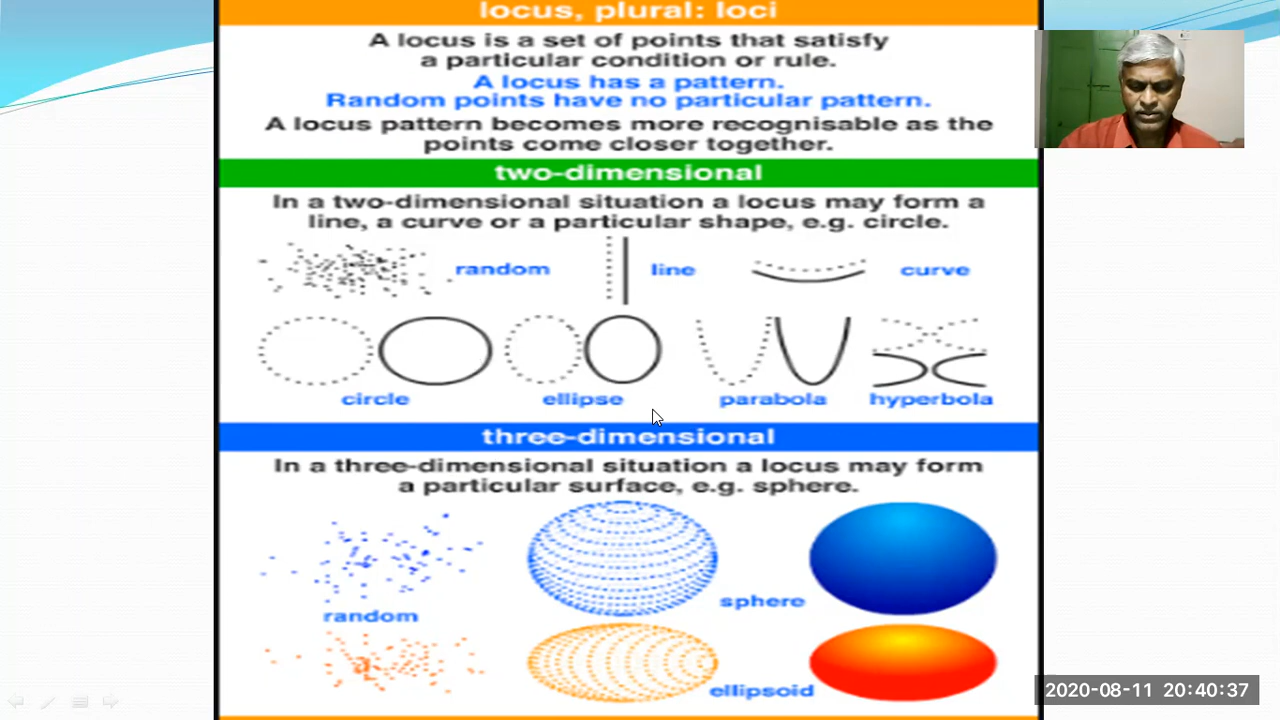 locus, plural: loci
A locus is a set of points that satisfy
a particular condition or rule.
A locus has a pattern.
Random points have no particular pattern.
A locus pattern becomes more recognisable as the
points come closer together.
two-dimensional
In a two-dimensional situation a locus may form a
line, a curve or a particular shape, e.g. circle.
random
line
curve
circle
ellipse
parabola
hyperbola
three-dimensional
In a three-dimensional situation a locus may form
a particular surface, e.g. sphere.
sphere
random
ellipsoid
2020-08-11 20:40:37